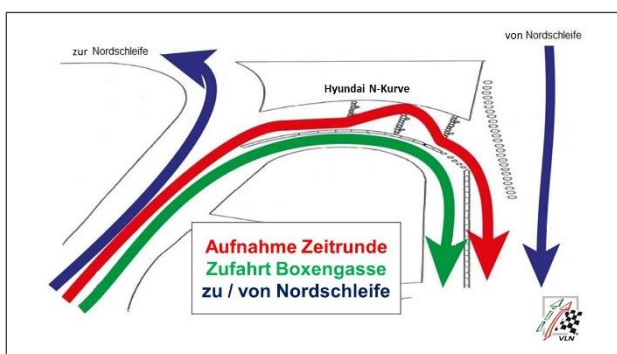 zur Nordschleife
von Nordschleife
Hyundai N-Kurve
Aufnahme Zeitrunde
Zufahrt Boxengasse
zu / von Nordschleife
VLN